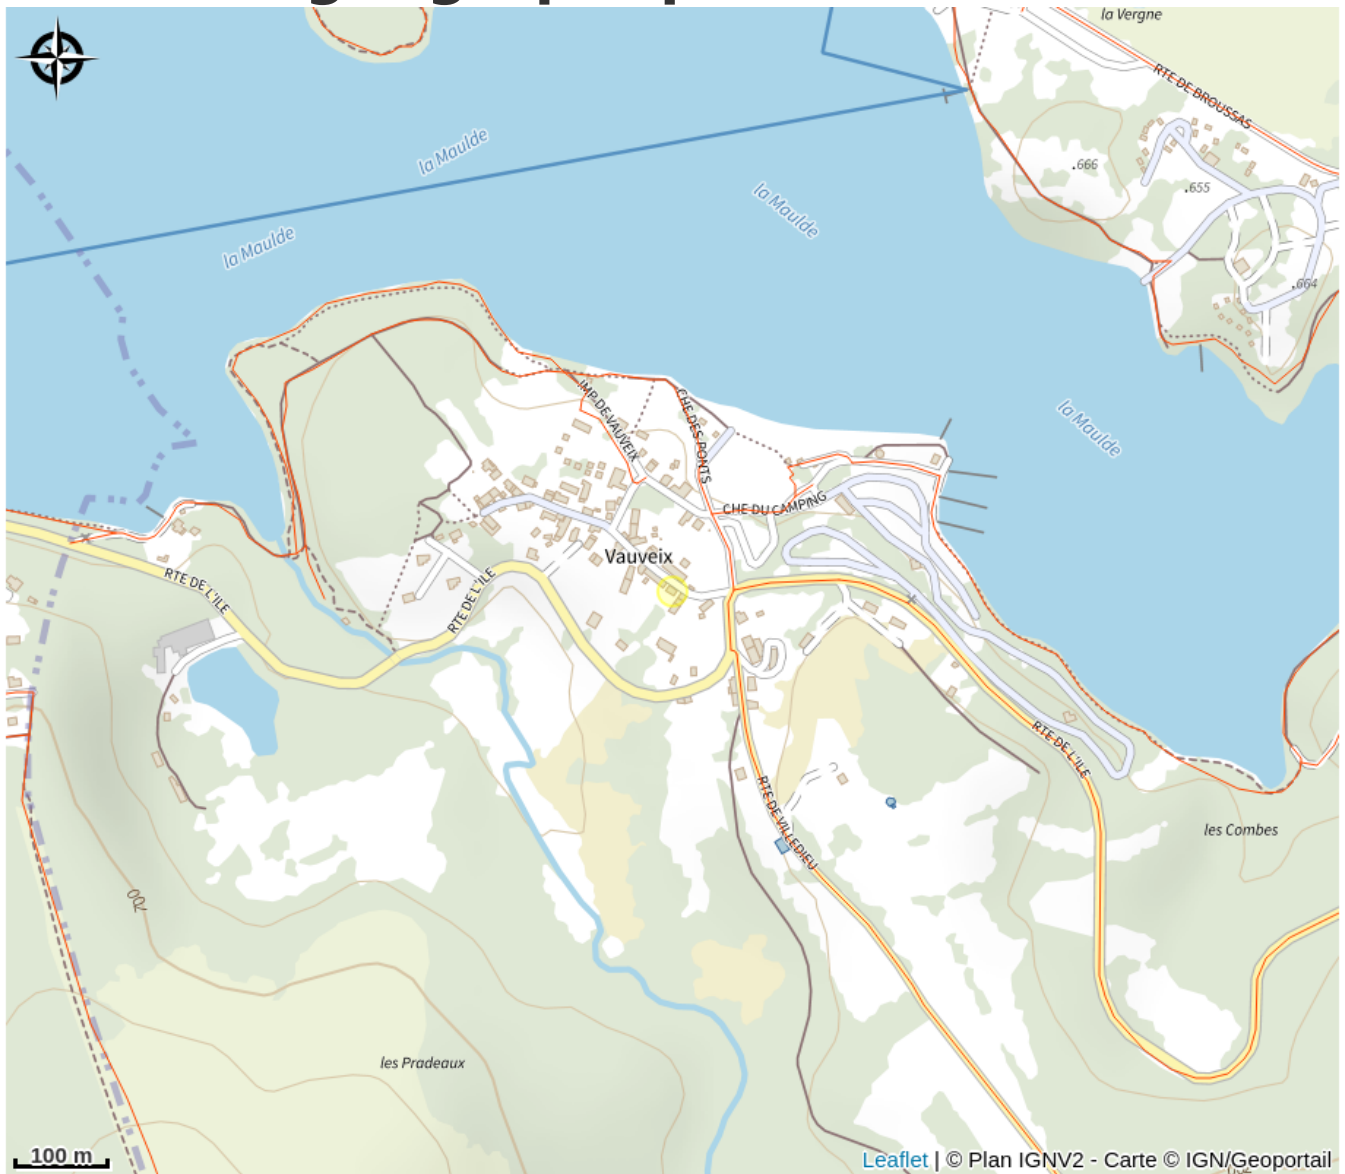 la Vergne
RTE DE BROUSSAS
la Maulde
.666
.655
la Maulde
la Maulde
.664
IMP-DE-VAUVEIX
CHE DES PONTS
la Maulde
CHE DU CAMPING
Vauveix
RTE DE L'ILE
RTE DE L'ILE
RTE DE L'ILE
RTE DE VILLEDIEU
les Combes
700
les Pradeaux
100 m
Leaflet | © Plan IGNV2 - Carte © IGN/Geoportail